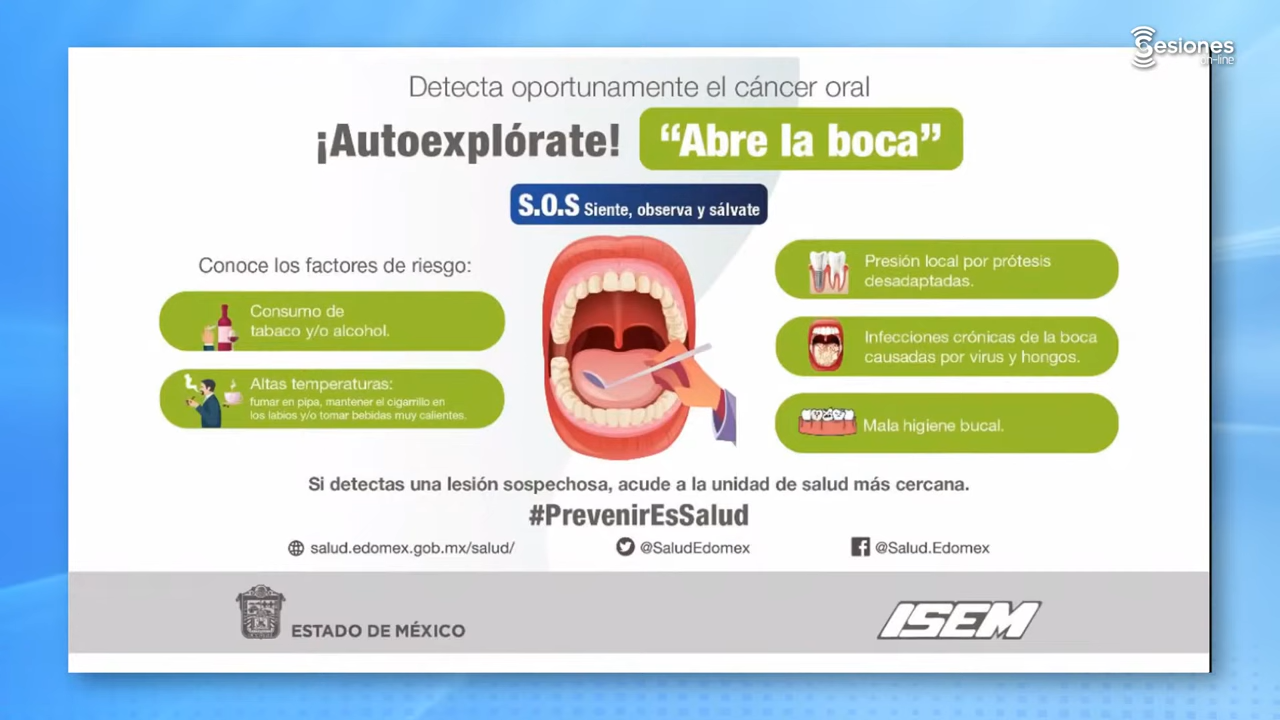 Sesiones
on-line
Detecta oportunamente el cáncer oral
¡Autoexplórate! “Abre la boca”
S.O.S Siente, observa y sálvate
Conoce los factores de riesgo:
Consumo de
tabaco y/o alcohol.
Altas temperaturas:
fumar en pipa, mantener el cigarrillo en
los labios y/o tomar bebidas muy calientes.
Presión local por prótesis
desadaptadas.
Infecciones crónicas de la boca
causadas por virus y hongos.
Mala higiene bucal.
Si detectas una lesión sospechosa, acude a la unidad de salud más cercana.
#PrevenirEsSalud
salud.edomex.gob.mx/salud/
@SaludEdomex
@Salud.Edomex
ESTADO DE MÉXICO
ISEM